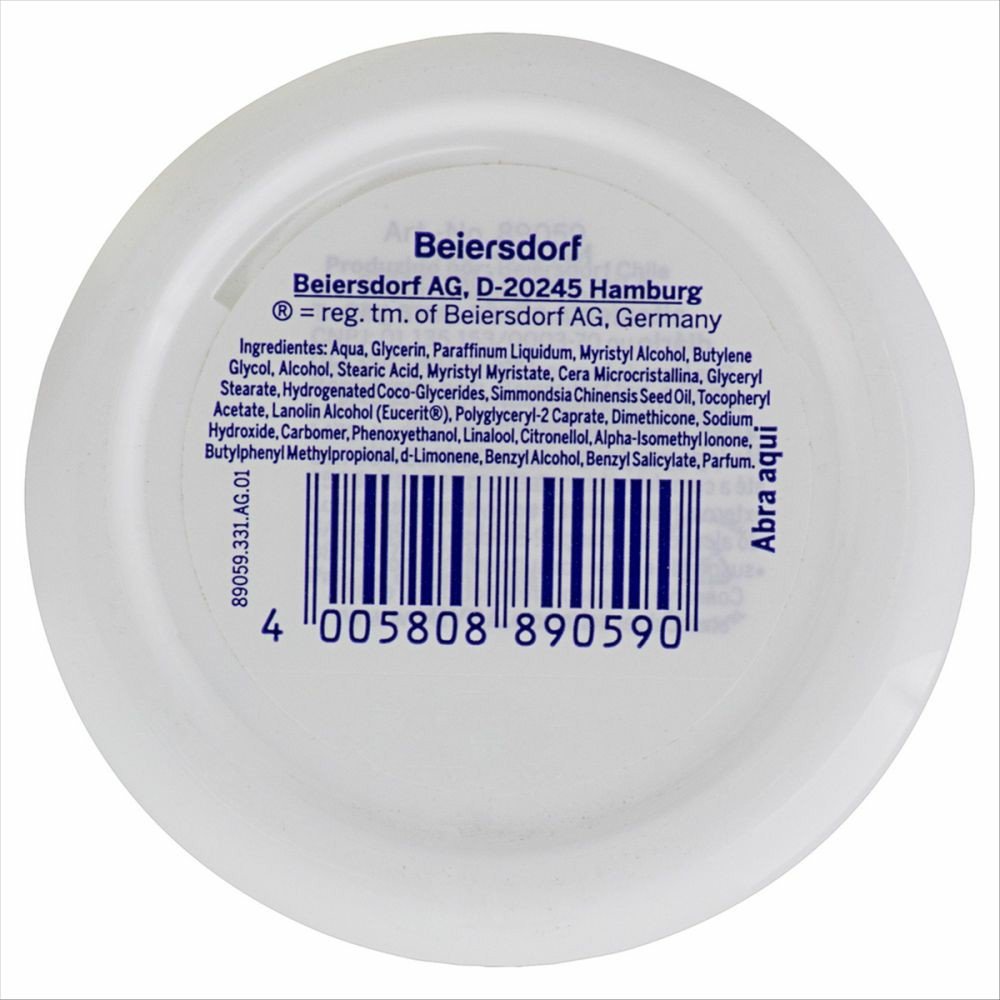 Beiersdorf
Beiersdorf AG, D-20245 Hamburg
® = reg. tm. of Beiersdorf AG, Germany
Ingredientes: Aqua, Glycerin, Paraffinum Liquidum, Myristyl Alcohol, Butylene
Glycol, Alcohol, Stearic Acid, Myristyl Myristate, Cera Microcristallina, Glyceryl
Stearate, Hydrogenated Coco-Glycerides, Simmondsia Chinensis Seed Oil, Tocopheryl
Acetate, Lanolin Alcohol (Eucerit®), Polyglyceryl-2 Caprate, Dimethicone, Sodium
Hydroxide, Carbomer, Phenoxyethanol, Linalool, Citronellol, Alpha-Isomethyl Ionone,
Butylphenyl Methylpropional, d-Limonene, Benzyl Alcohol, Benzyl Salicylate, Parfum.
Abra aqui
89059.331.AG.01
4 005808 890590